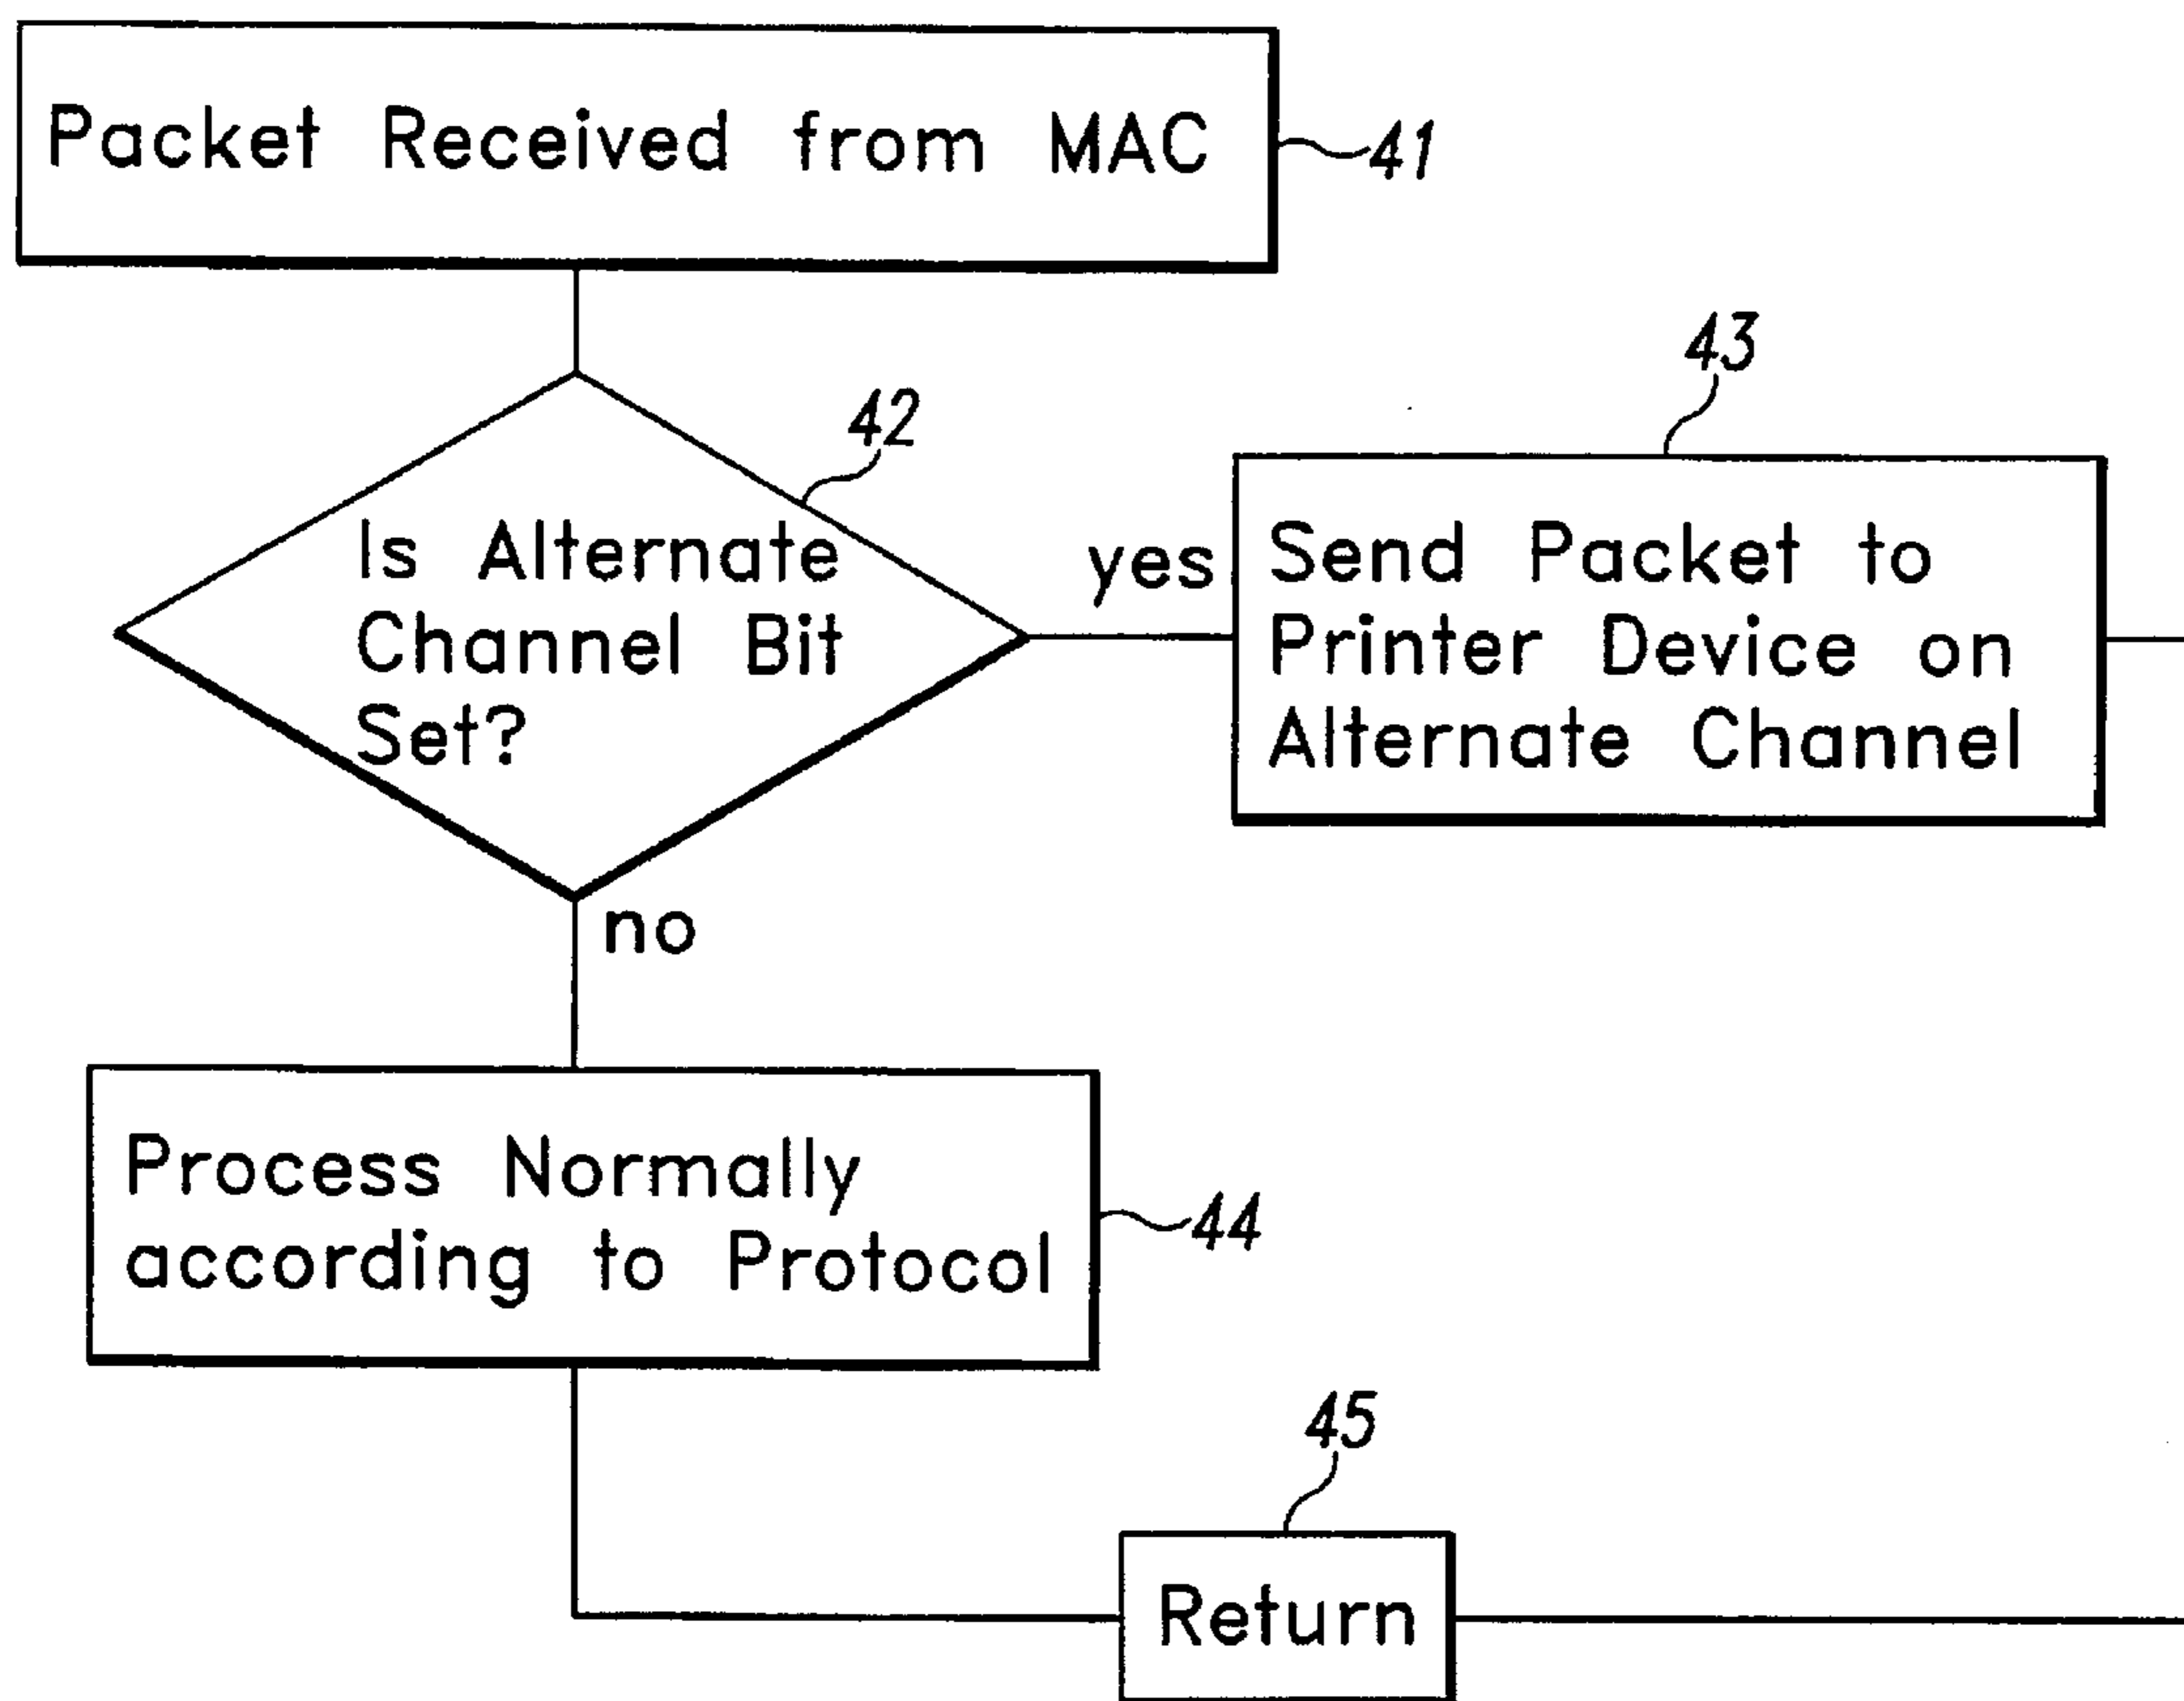 Packet Received from MAC
41
42
Is Alternate
Channel Bit
Set?
yes
43
Send Packet to
Printer Device on
Alternate Channel
no
Process Normally
according to Protocol
44
45
Return